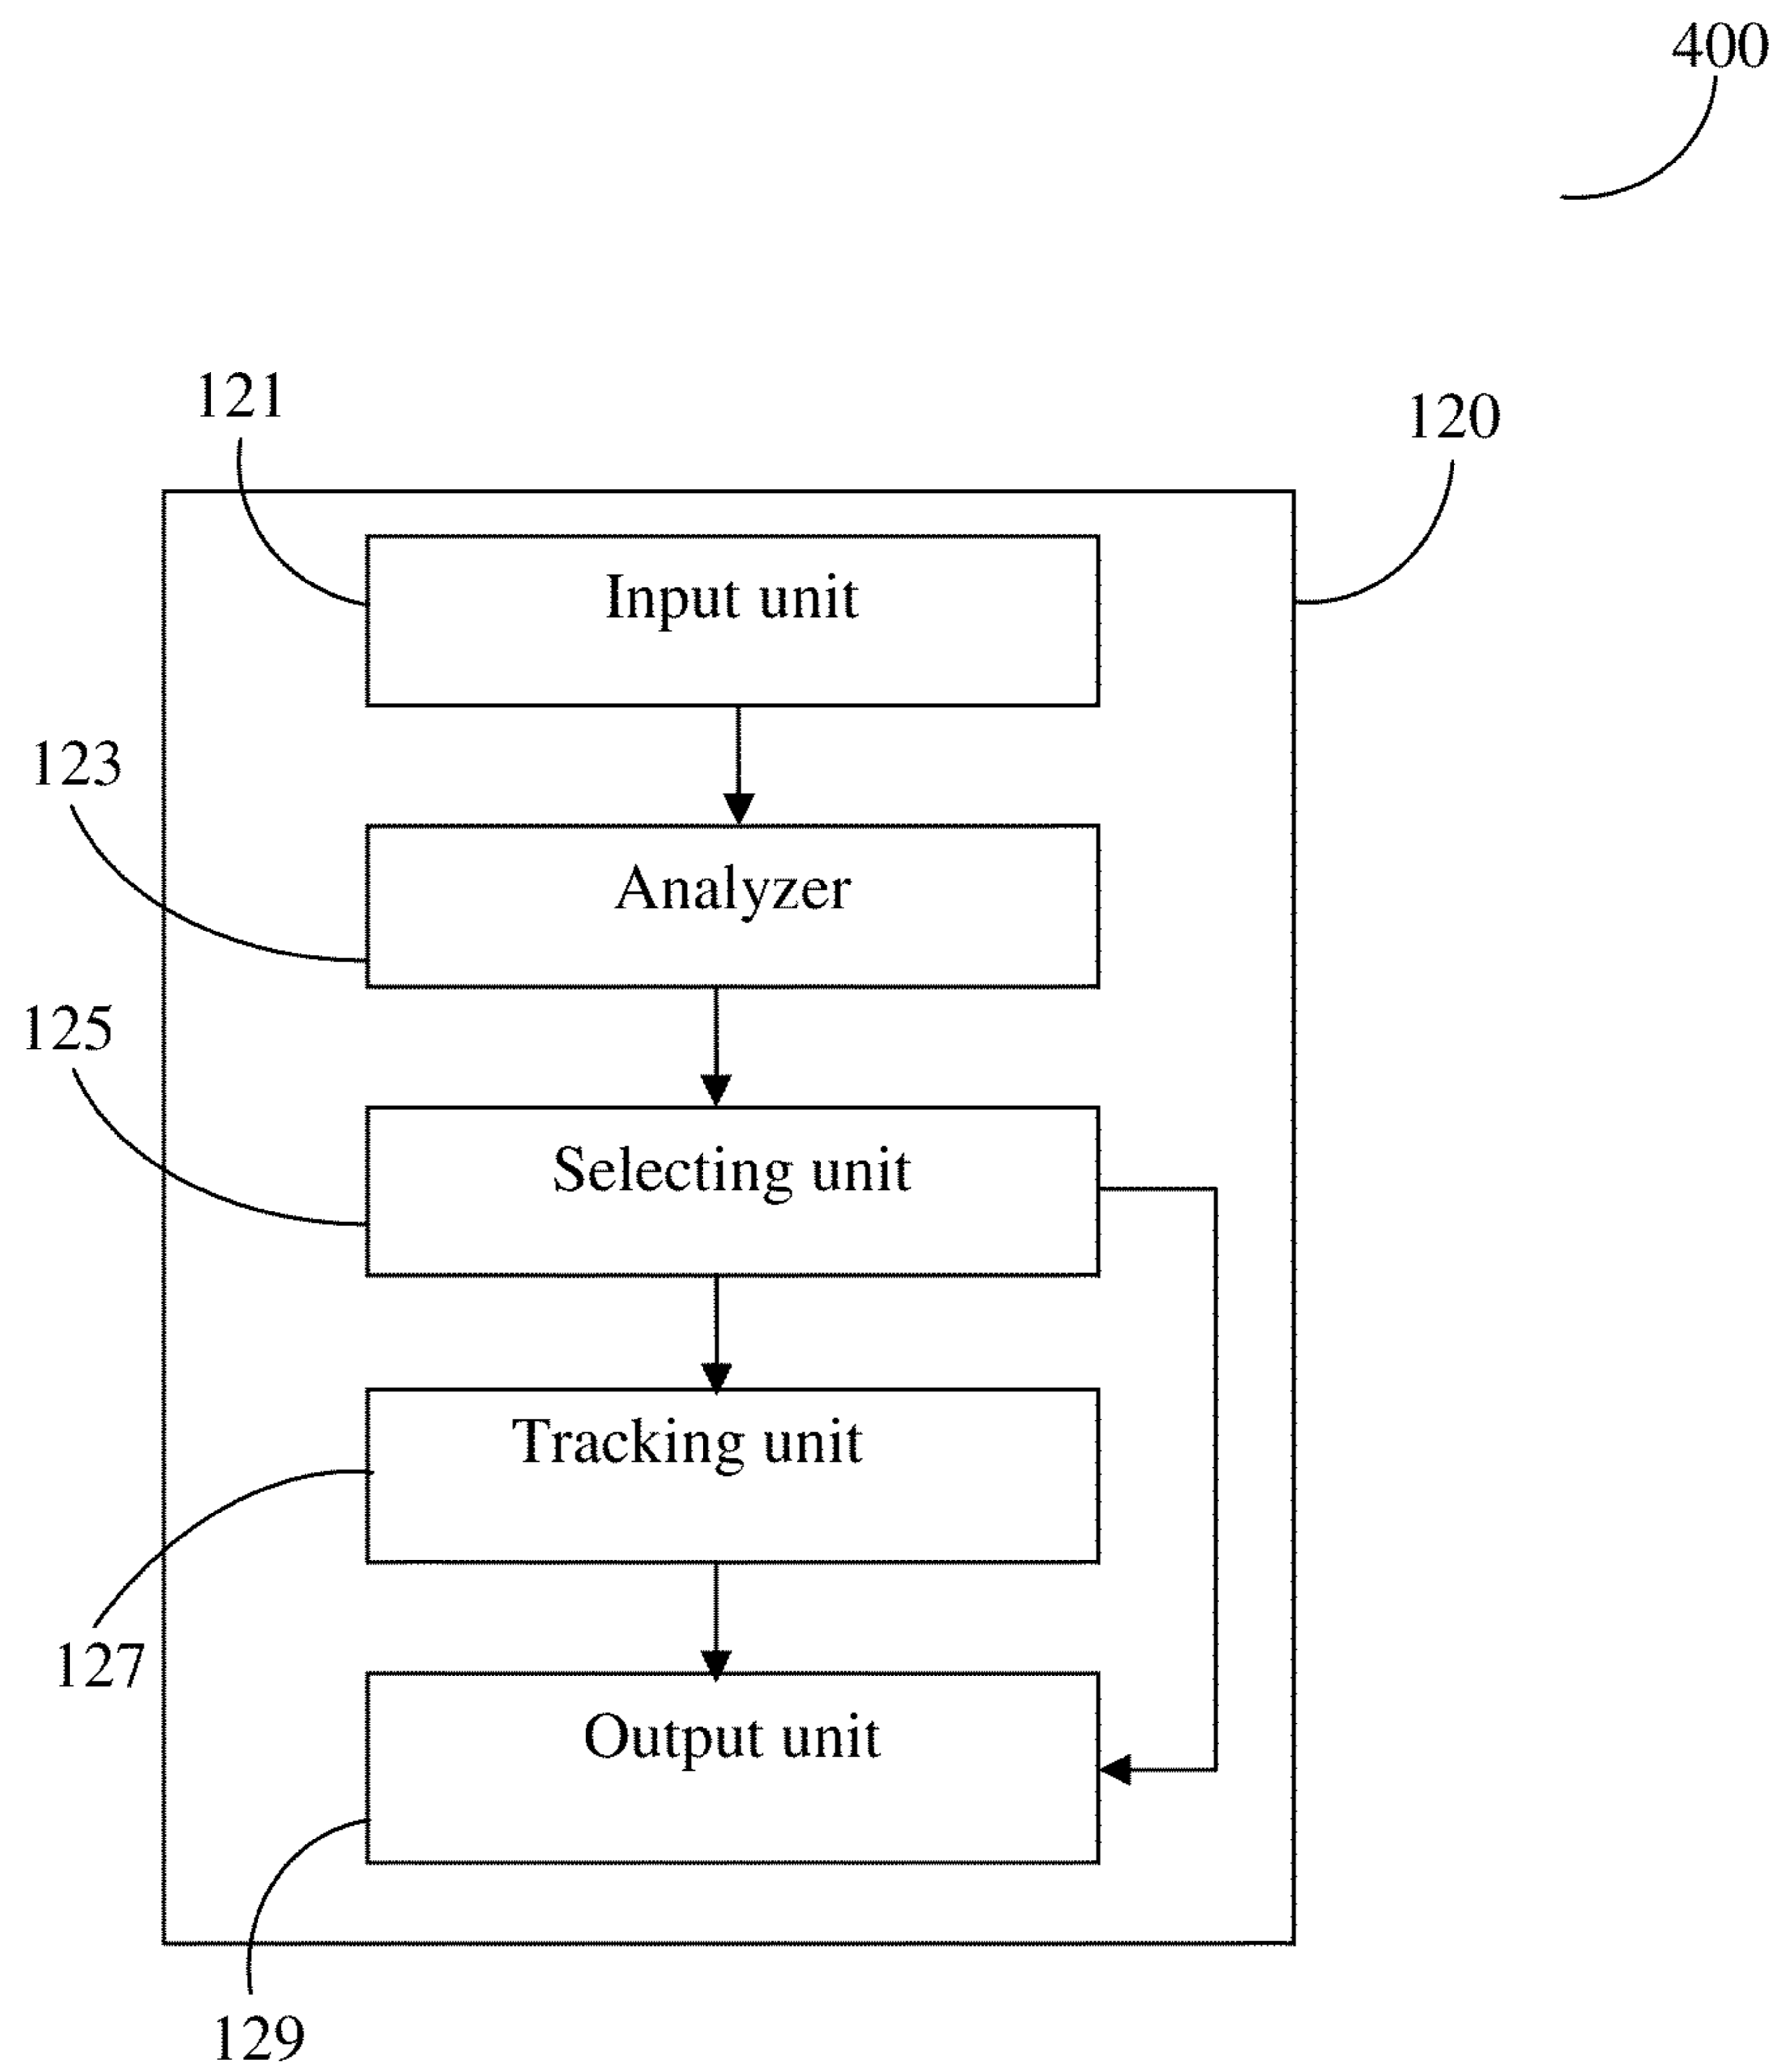 400
121
120
Input unit
123
Analyzer
125
Selecting unit
Tracking unit
127
Output unit
129